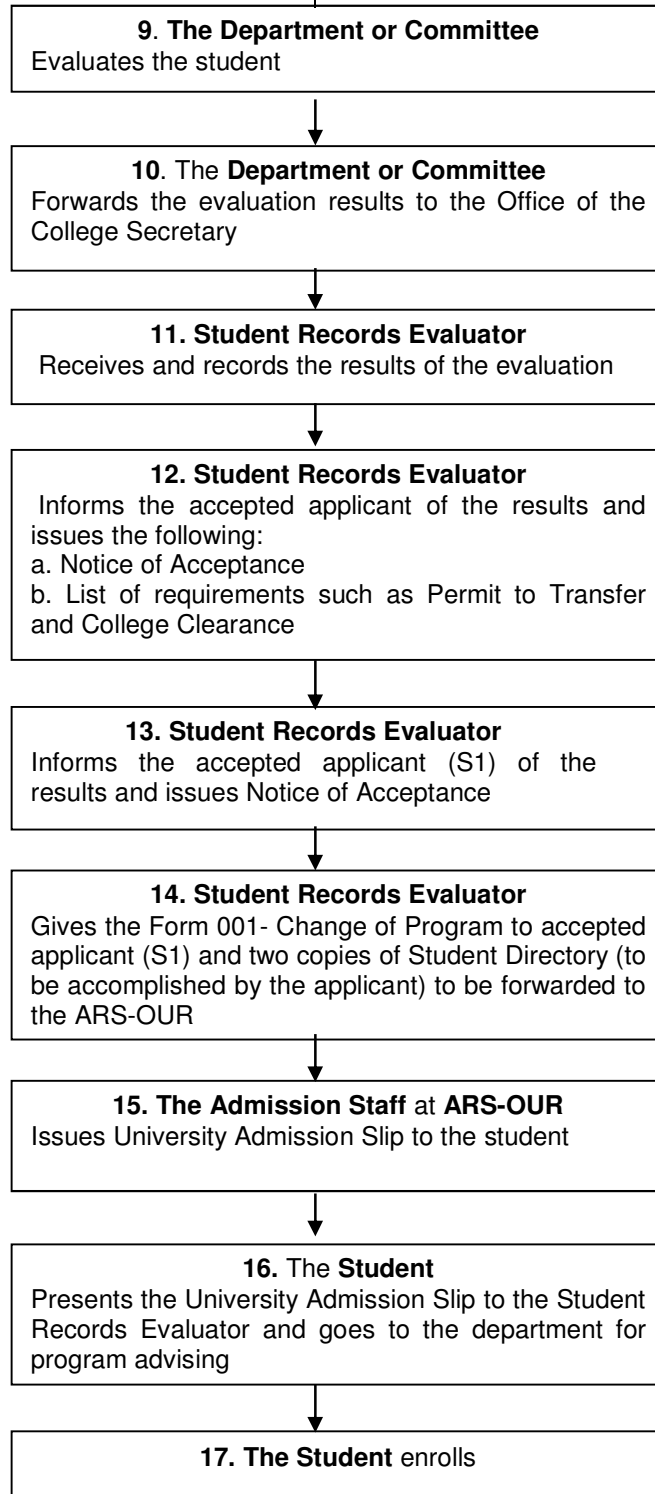 9. The Department or Committee
Evaluates the student
10. The Department or Committee
Forwards the evaluation results to the Office of the
College Secretary
11. Student Records Evaluator
Receives and records the results of the evaluation
12. Student Records Evaluator
Informs the accepted applicant of the results and
issues the following:
a. Notice of Acceptance
b. List of requirements such as Permit to Transfer
and College Clearance
13. Student Records Evaluator
Informs the accepted applicant (S1) of the
results and issues Notice of Acceptance
14. Student Records Evaluator
Gives the Form 001- Change of Program to accepted
applicant (S1) and two copies of Student Directory (to
be accomplished by the applicant) to be forwarded to
the ARS-OUR
15. The Admission Staff at ARS-OUR
Issues University Admission Slip to the student
16. The Student
Presents the University Admission Slip to the Student
Records Evaluator and goes to the department for
program advising
17. The Student enrolls